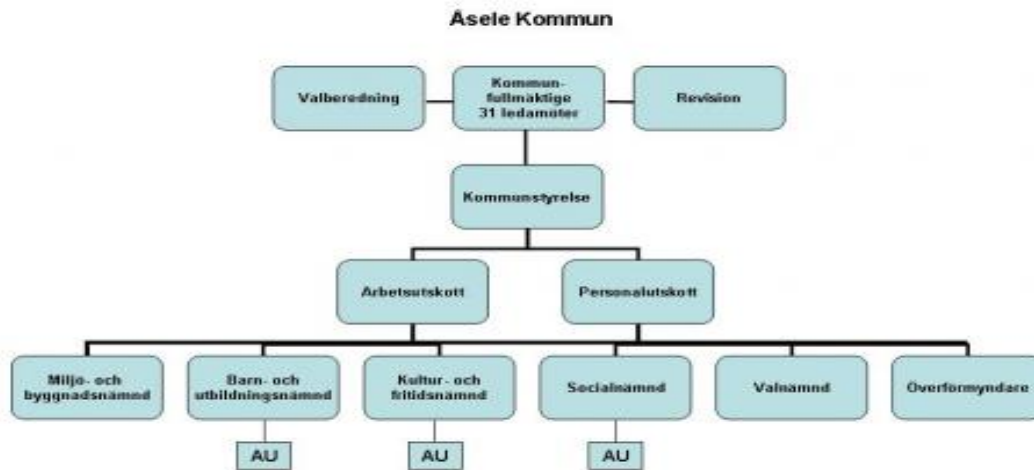 Åsele Kommun
Valberedning
Kommun-
fullmäktige
31 ledamöter
Revision
Kommunstyrelse
Arbetsutskott
Personalutskott
Miljö- och
byggnadsnämnd
Barn- och
utbildningsnämnd
Kultur- och
fritidsnämnd
Socialnämnd
Valnämnd
Överförmyndare
AU
AU
AU